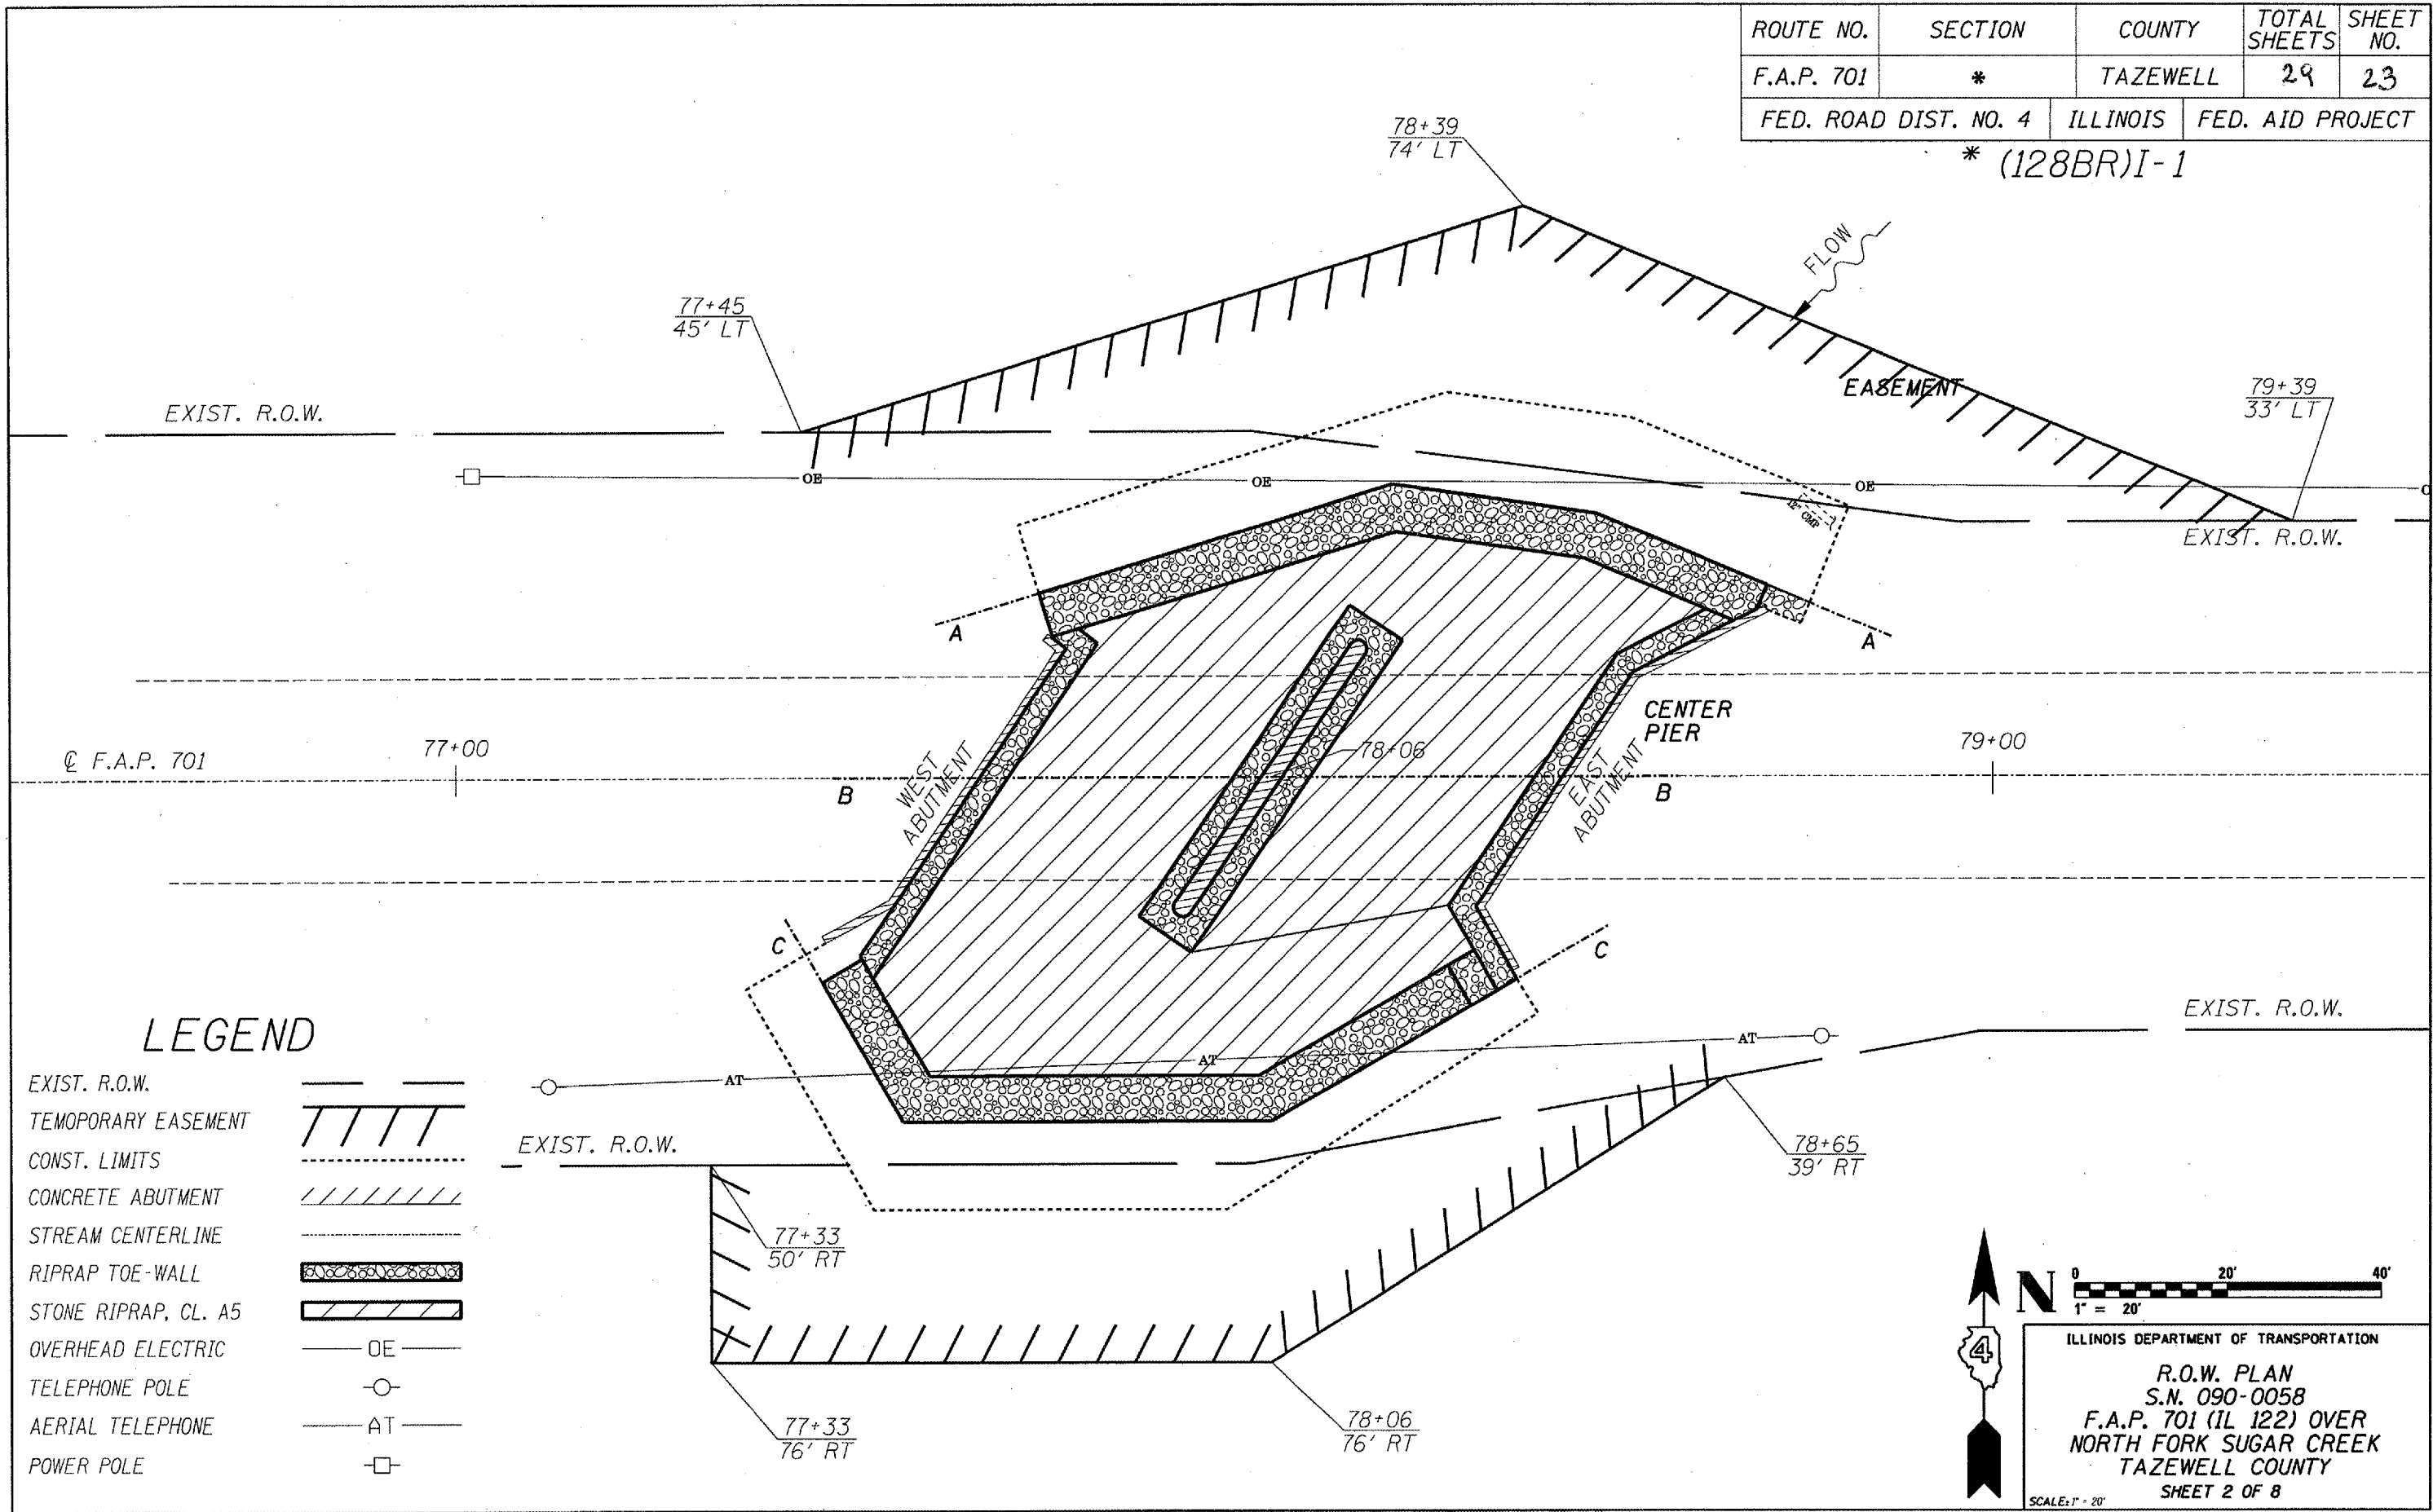 ROUTE NO. SECTION COUNTY TOTAL SHEETS SHEET NO.
F.A.P. 701 * TAZEWELL 29 23
FED. ROAD DIST. NO. 4 ILLINOIS FED. AID PROJECT
* (128BR)I-1
78+39
74' LT
FLOW
77+45
45' LT
EASEMENT
79+39
33' LT
EXIST. R.O.W.
OE
OE
OE
12" CMP
EXIST. R.O.W.
A
A
CENTER
PIER
WEST
ABUTMENT
78+06
EAST
ABUTMENT
℄ F.A.P. 701
77+00
79+00
B
B
C
C
EXIST. R.O.W.
AT
AT
AT
EXIST. R.O.W.
78+65
39' RT
77+33
50' RT
77+33
76' RT
78+06
76' RT
LEGEND
EXIST. R.O.W.
TEMOPORARY EASEMENT
CONST. LIMITS
CONCRETE ABUTMENT
STREAM CENTERLINE
RIPRAP TOE-WALL
STONE RIPRAP, CL. A5
OVERHEAD ELECTRIC OE
TELEPHONE POLE
AERIAL TELEPHONE AT
POWER POLE
N
4
0 20' 40'
1" = 20'
ILLINOIS DEPARTMENT OF TRANSPORTATION
R.O.W. PLAN
S.N. 090-0058
F.A.P. 701 (IL 122) OVER
NORTH FORK SUGAR CREEK
TAZEWELL COUNTY
SHEET 2 OF 8
SCALE: 1" = 20'